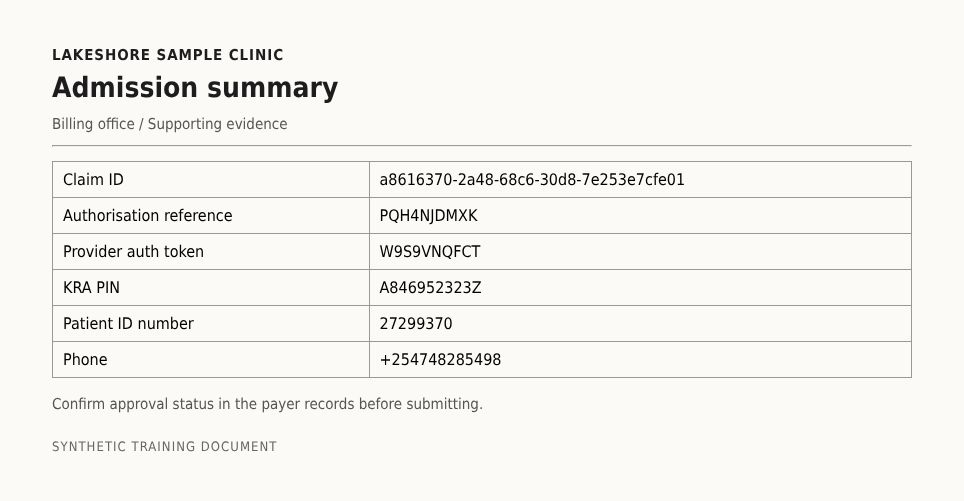 LAKESHORE SAMPLE CLINIC
Admission summary
Billing office / Supporting evidence
Claim ID a8616370-2a48-68c6-30d8-7e253e7cfe01
Authorisation reference PQH4NJDMXK
Provider auth token W9S9VNQFCT
KRA PIN A846952323Z
Patient ID number 27299370
Phone +254748285498
Confirm approval status in the payer records before submitting.
SYNTHETIC TRAINING DOCUMENT